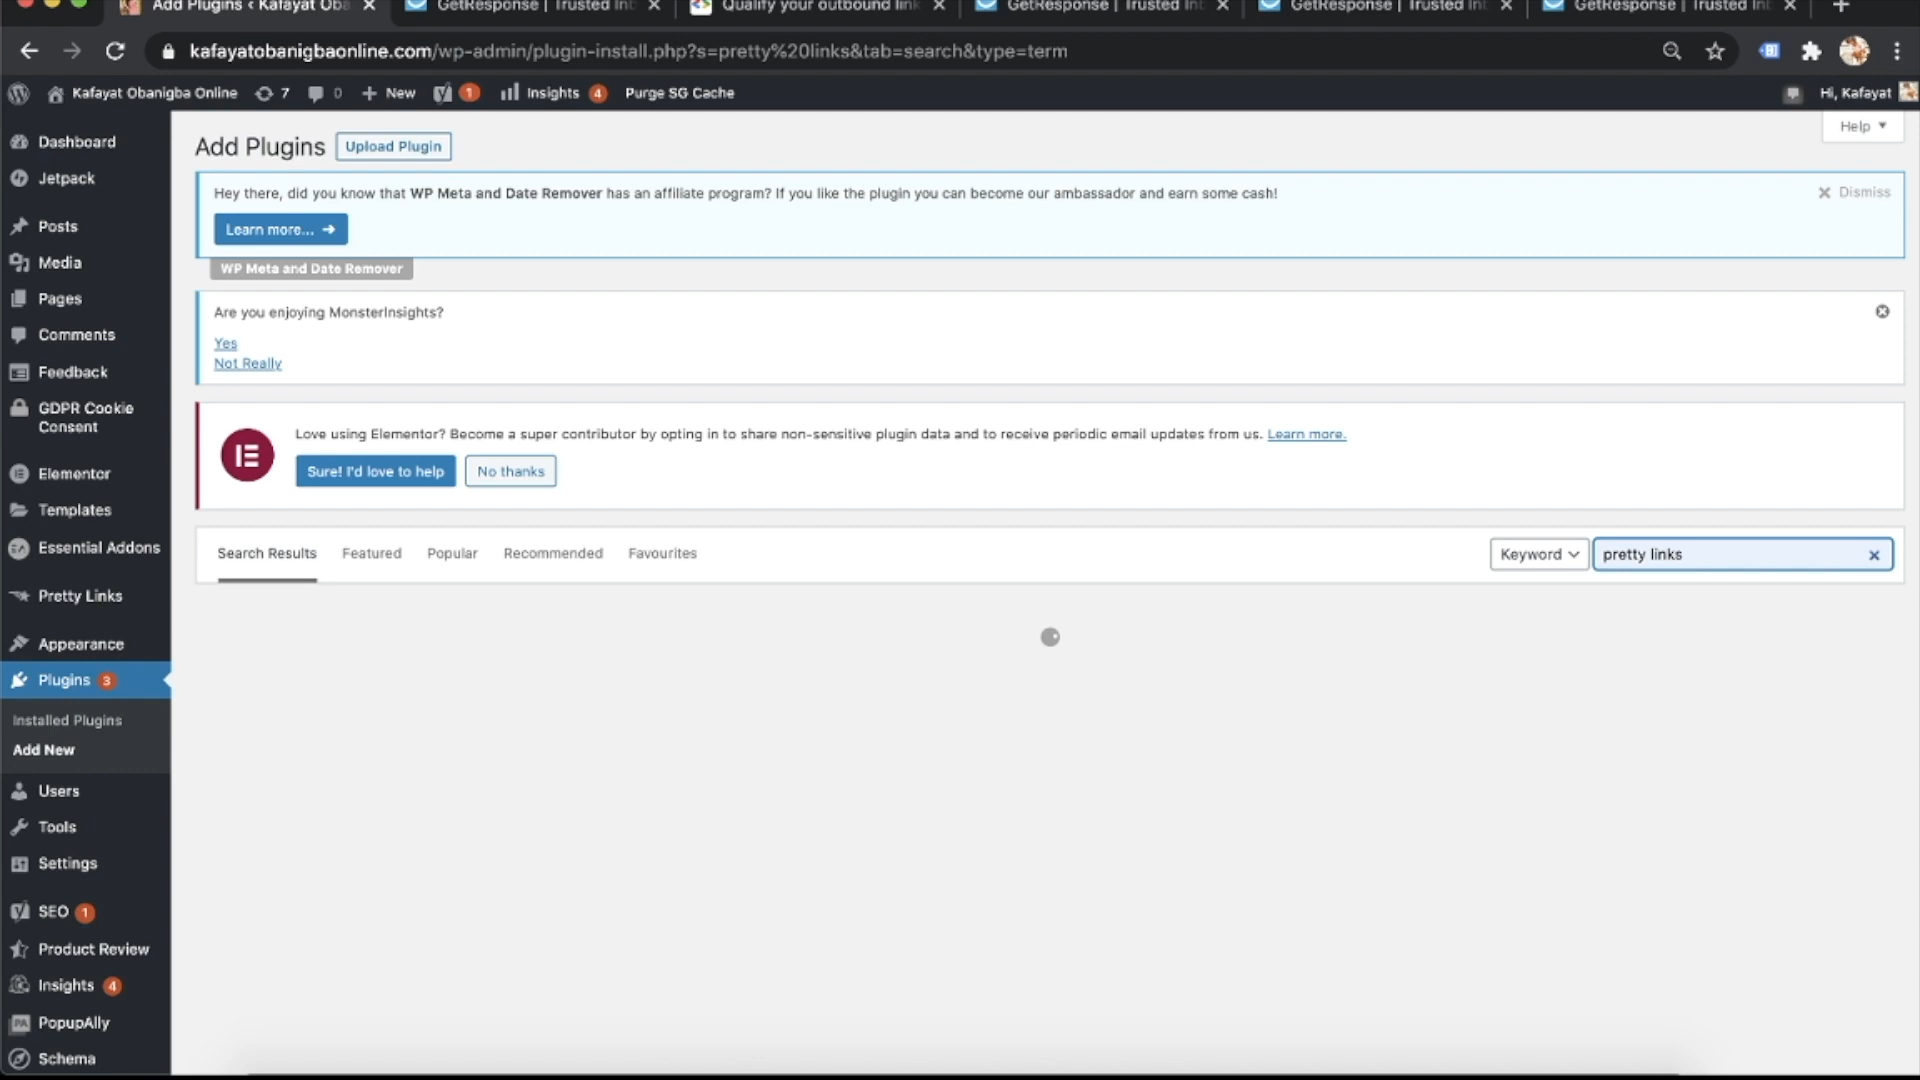 Add Plugins ‹ Kafayat Oba
GetResponse | Trusted Int
Qualify your outbound link
GetResponse | Trusted Int
GetResponse | Trusted Int
GetResponse | Trusted Int
kafayatobanigbaonline.com/wp-admin/plugin-install.php?s=pretty%20links&tab=search&type=term
Kafayat Obanigba Online
7
0
New
1
Insights 4
Purge SG Cache
Hi, Kafayat
Dashboard
Jetpack
Posts
Media
Pages
Comments
Feedback
GDPR Cookie
Consent
Elementor
Templates
Essential Addons
Pretty Links
Appearance
Plugins 3
Installed Plugins
Add New
Users
Tools
Settings
SEO 1
Product Review
Insights 4
PopupAlly
Schema
Help
Add Plugins
Upload Plugin
Hey there, did you know that WP Meta and Date Remover has an affiliate program? If you like the plugin you can become our ambassador and earn some cash!
Dismiss
Learn more... →
WP Meta and Date Remover
Are you enjoying MonsterInsights?
Yes
Not Really
Love using Elementor? Become a super contributor by opting in to share non-sensitive plugin data and to receive periodic email updates from us. Learn more.
Sure! I'd love to help
No thanks
Search Results
Featured
Popular
Recommended
Favourites
Keyword
pretty links